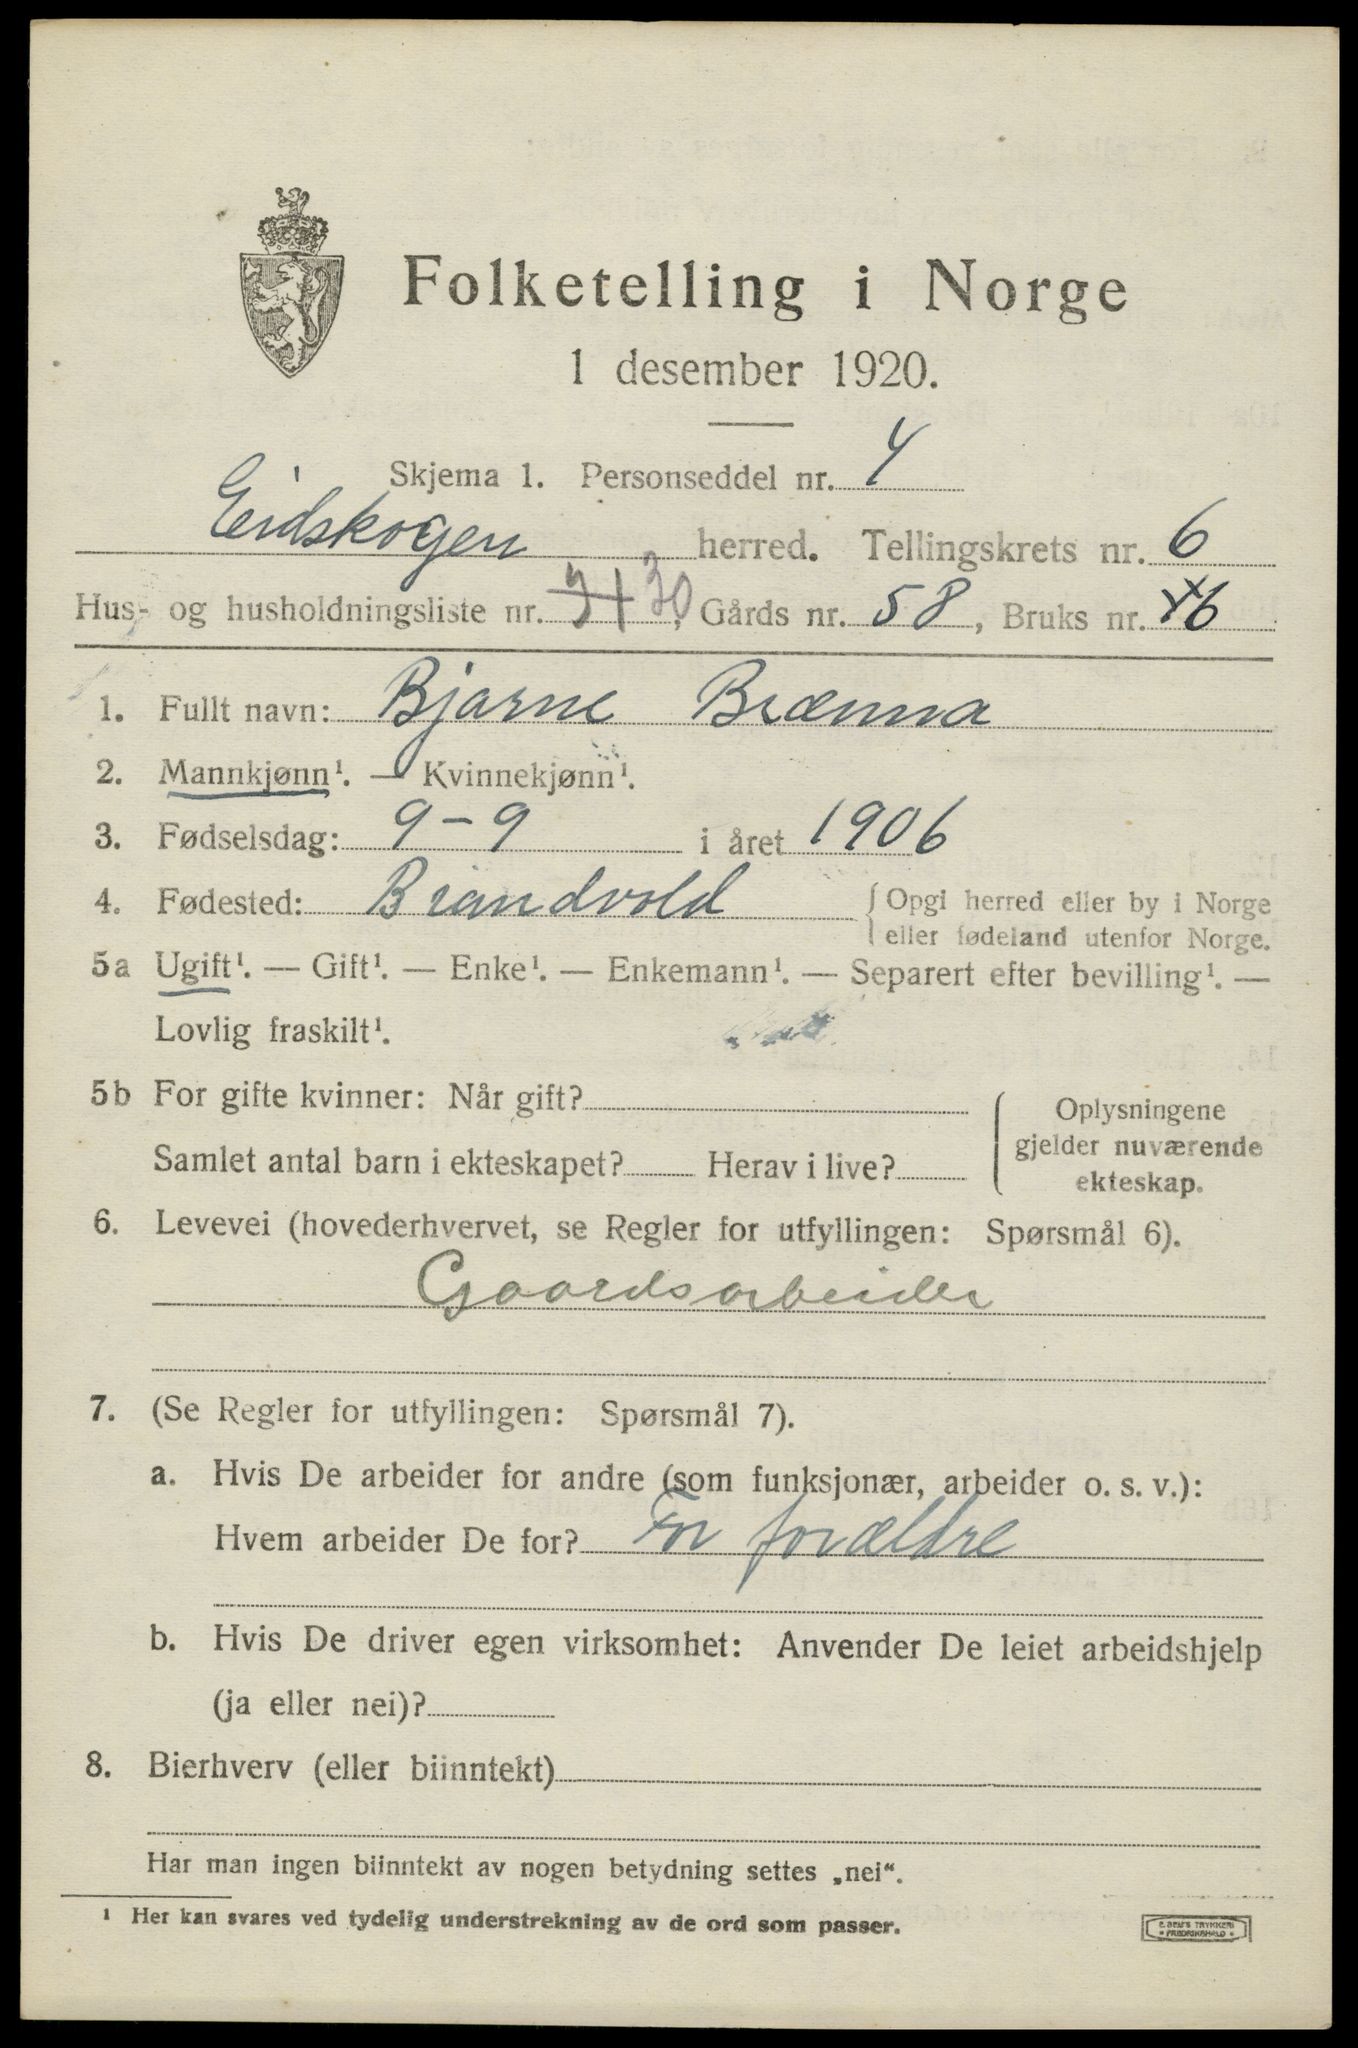 Folketelling i Norge
1 desember 1920.
Skjema 1. Personseddel nr. 4
Eidskogen herred. Tellingskrets nr. 6
Hus- og husholdningsliste nr. 30, Gårds nr. 58, Bruks nr. 6
1. Fullt navn: Bjarne Brænna
2. Mannkjønn¹. — Kvinnekjønn¹.
3. Fødselsdag: 9-9 i året 1906
4. Fødested: Brandvold { Opgi herred eller by i Norge
eller fødeland utenfor Norge.
5a Ugift¹. — Gift¹. — Enke¹. — Enkemann¹. — Separert efter bevilling¹. —
Lovlig fraskilt¹.
5b For gifte kvinner: Når gift?
Samlet antal barn i ekteskapet? Herav i live?
Oplysningene
gjelder nuværende
ekteskap.
6. Levevei (hovederhvervet, se Regler for utfyllingen: Spørsmål 6).
Gaardsarbeider
7. (Se Regler for utfyllingen: Spørsmål 7).
a. Hvis De arbeider for andre (som funksjonær, arbeider o. s. v.):
Hvem arbeider De for? For forældre
b. Hvis De driver egen virksomhet: Anvender De leiet arbeidshjelp
(ja eller nei)?
8. Bierhverv (eller biinntekt)
Har man ingen biinntekt av nogen betydning settes „nei“.
¹ Her kan svares ved tydelig understrekning av de ord som passer.